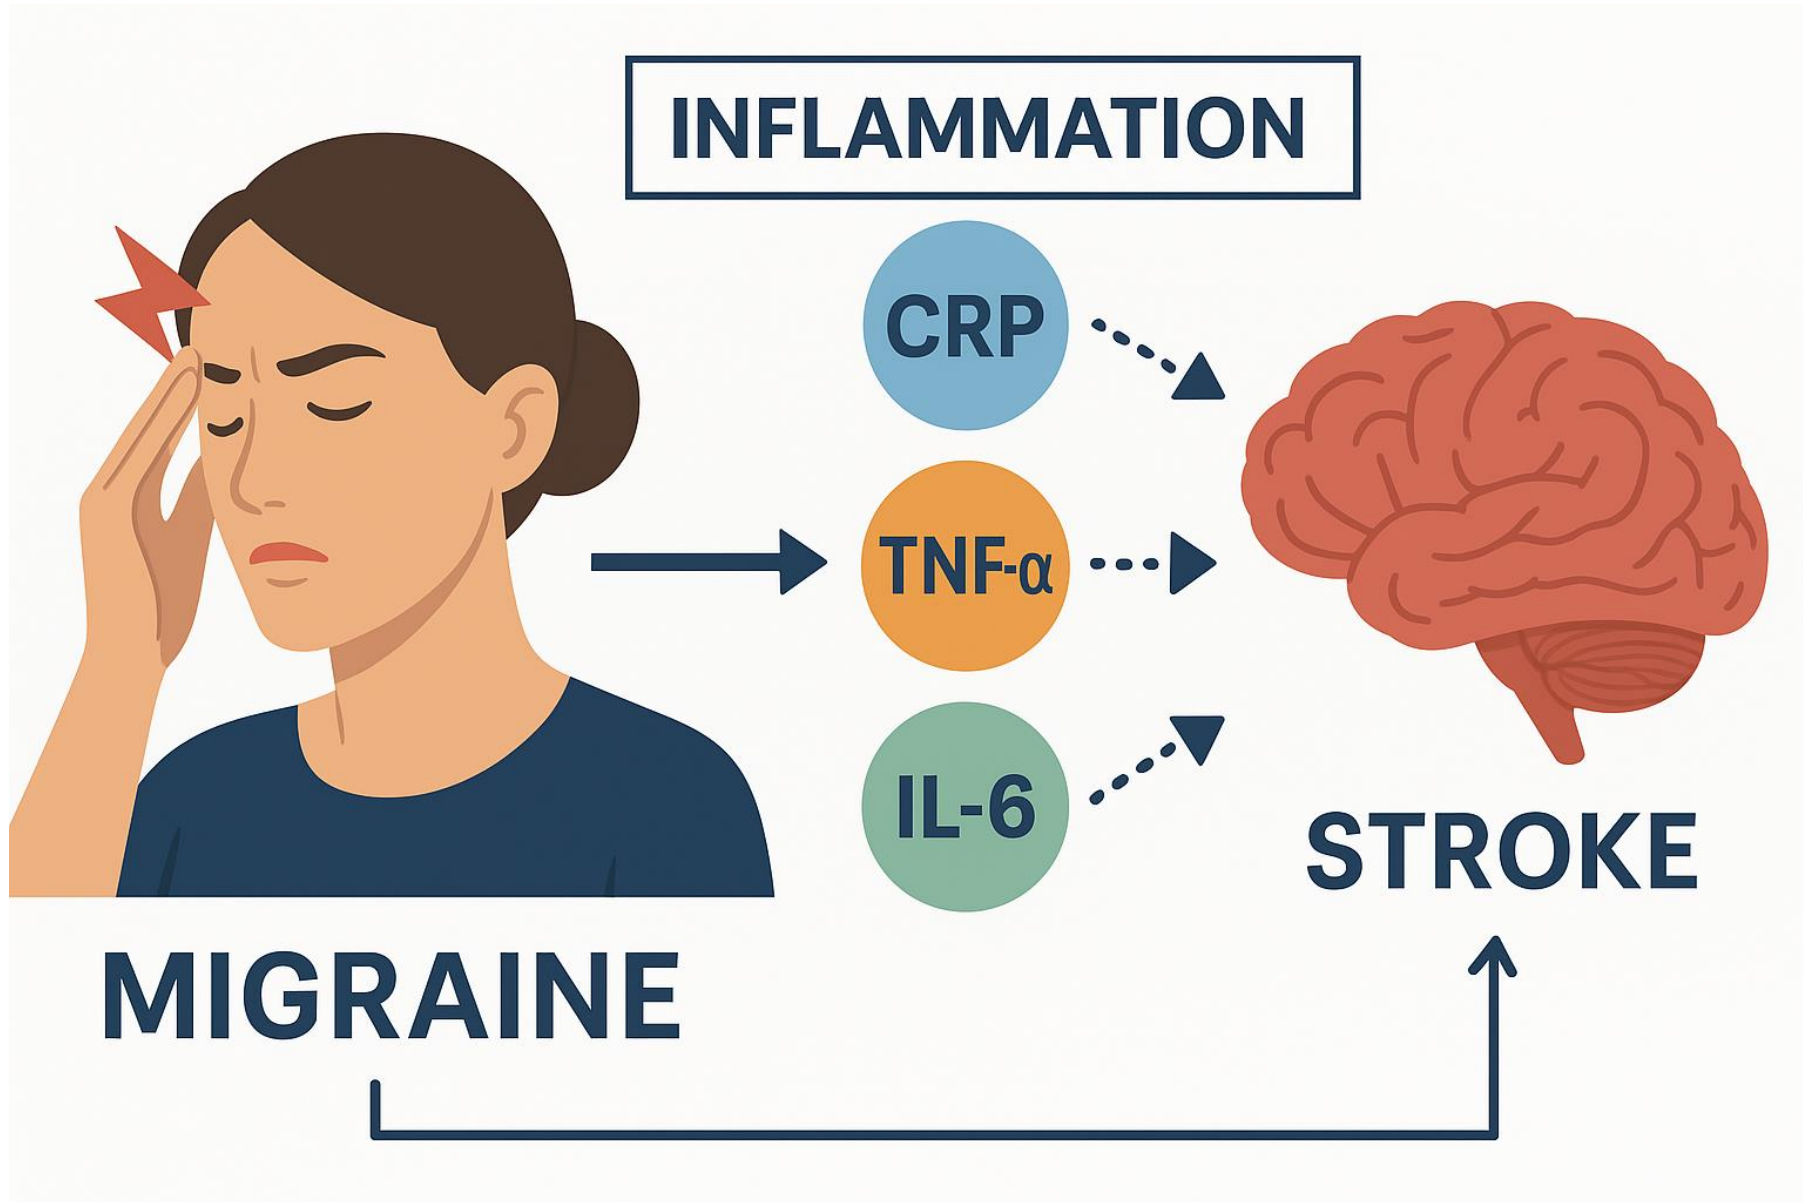 INFLAMMATION
CRP
TNF-α
IL-6
STROKE
MIGRAINE